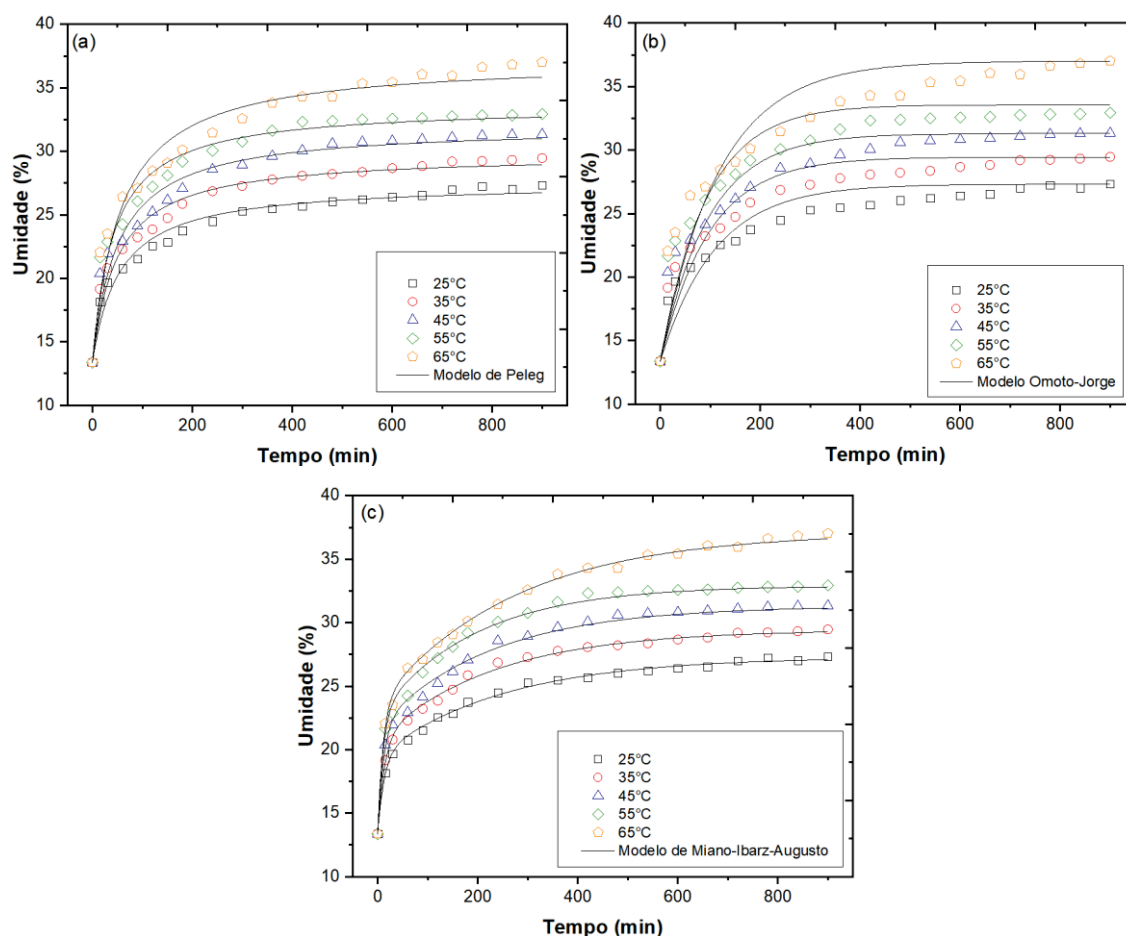 (a)
Umidade (%)
40
35
30
25
20
15
10
25°C
35°C
45°C
55°C
65°C
Modelo de Peleg
0 200 400 600 800
Tempo (min)
(b)
Umidade (%)
40
35
30
25
20
15
10
25°C
35°C
45°C
55°C
65°C
Modelo Omoto-Jorge
0 200 400 600 800
Tempo (min)
(c)
Umidade (%)
40
35
30
25
20
15
10
25°C
35°C
45°C
55°C
65°C
Modelo de Miano-Ibarz-Augusto
0 200 400 600 800
Tempo (min)